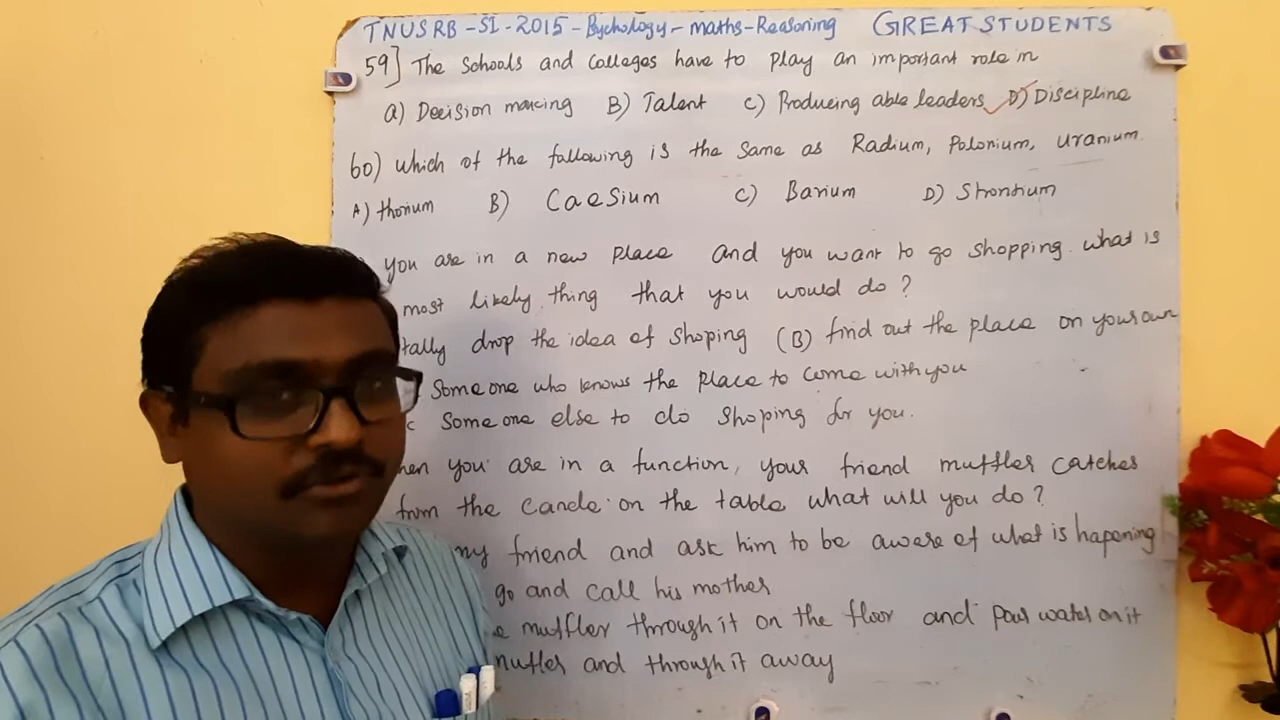 TNUSRB-SI-2015-Bychology-maths-Reasoning GREAT STUDENTS
59] The Schools and Colleges have to play an important role in
a) Decision making B) Talent C) Producing able leaders D) Discipline
60) which of the following is the same as Radium, Polonium, uranium.
A) thorium B) Caesium C) Barium D) Strontium
you are in a new place and you want to go shopping. what is
most likely thing that you would do?
tally drop the idea of shoping (B) find out the place on your own
Some one who knows the place to come with you
Some one else to do shoping for you.
hen you are in a function, your friend muffler catches
from the Candle on the table what will you do?
my friend and ask him to be aware of what is hapening
go and call his mother
muffler through it on the floor and pour water on it
mufler and through it away